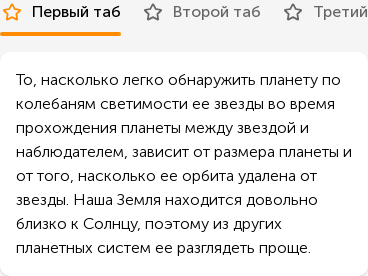 Первый таб Второй таб Третий
То, насколько легко обнаружить планету по
колебаням светимости ее звезды во время
прохождения планеты между звездой и
наблюдателем, зависит от размера планеты и
от того, насколько ее орбита удалена от
звезды. Наша Земля находится довольно
близко к Солнцу, поэтому из других
планетных систем ее разглядеть проще.